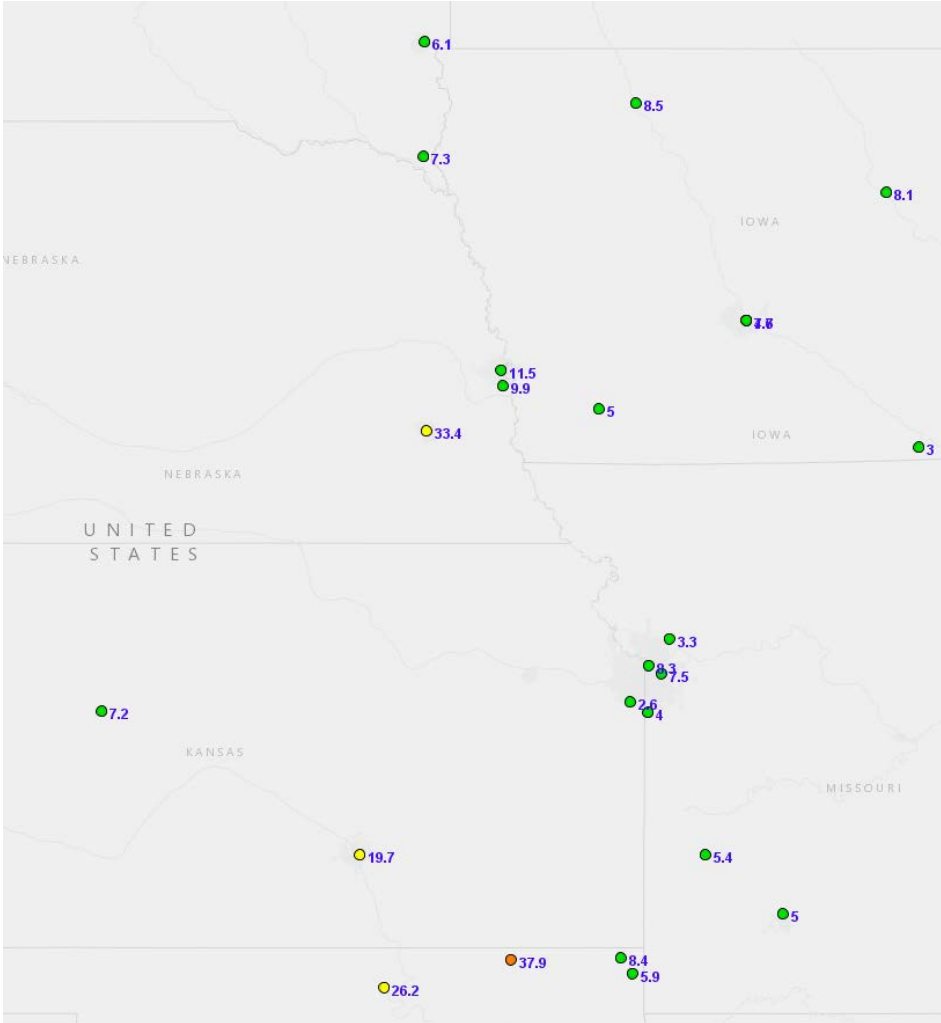 6.1
8.5
7.3
8.1
IOWA
NEBRASKA
11.5
9.9
5
33.4
IOWA
3
NEBRASKA
UNITED
STATES
3.3
7.5
2.6
4
7.2
KANSAS
MISSOURI
19.7
5.4
5
8.4
37.9
5.9
26.2